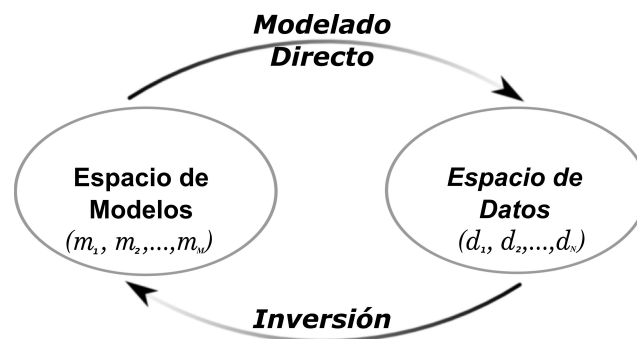 Modelado
Directo
Espacio de
Modelos
(m₁, m₂,...,m_M)
Espacio de
Datos
(d₁, d₂,...,d_N)
Inversión